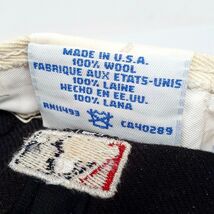 MADE IN U.S.A.
100% WOOL
FABRIQUE AUX ETATS-UNIS
100% LAINE
HECHO EN EE.UU.
100% LANA
RN11493 CA40289